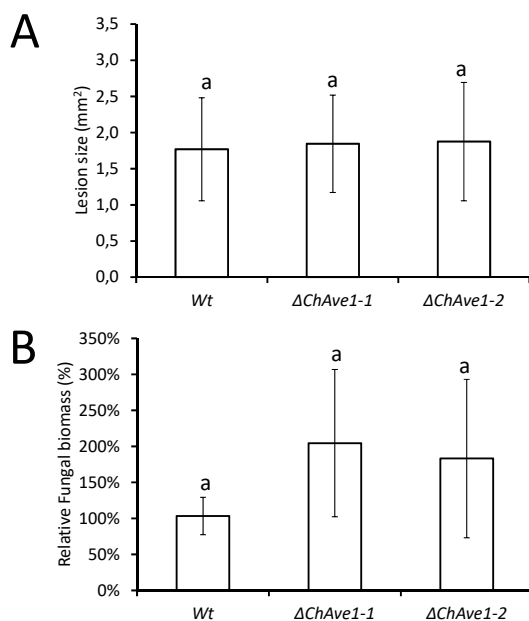 A
Lesion size (mm²)
3,5
3,0
2,5
2,0
1,5
1,0
0,5
0,0
a
a
a
Wt
ΔChAve1-1
ΔChAve1-2
B
Relative Fungal biomass (%)
350%
300%
250%
200%
150%
100%
50%
0%
a
a
a
Wt
ΔChAve1-1
ΔChAve1-2